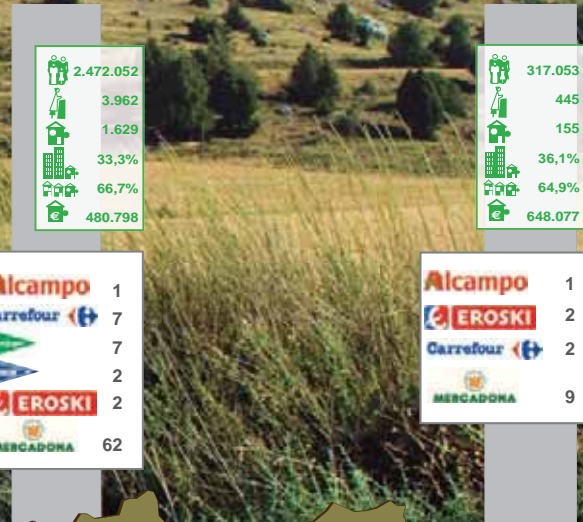 2.472.052
3.962
1.629
33,3%
66,7%
€ 480.798
317.053
445
155
36,1%
64,9%
€ 648.077
Alcampo 1
Carrefour 7
7
2
EROSKI 2
MERCADONA 62
Alcampo 1
EROSKI 2
Carrefour 2
MERCADONA 9